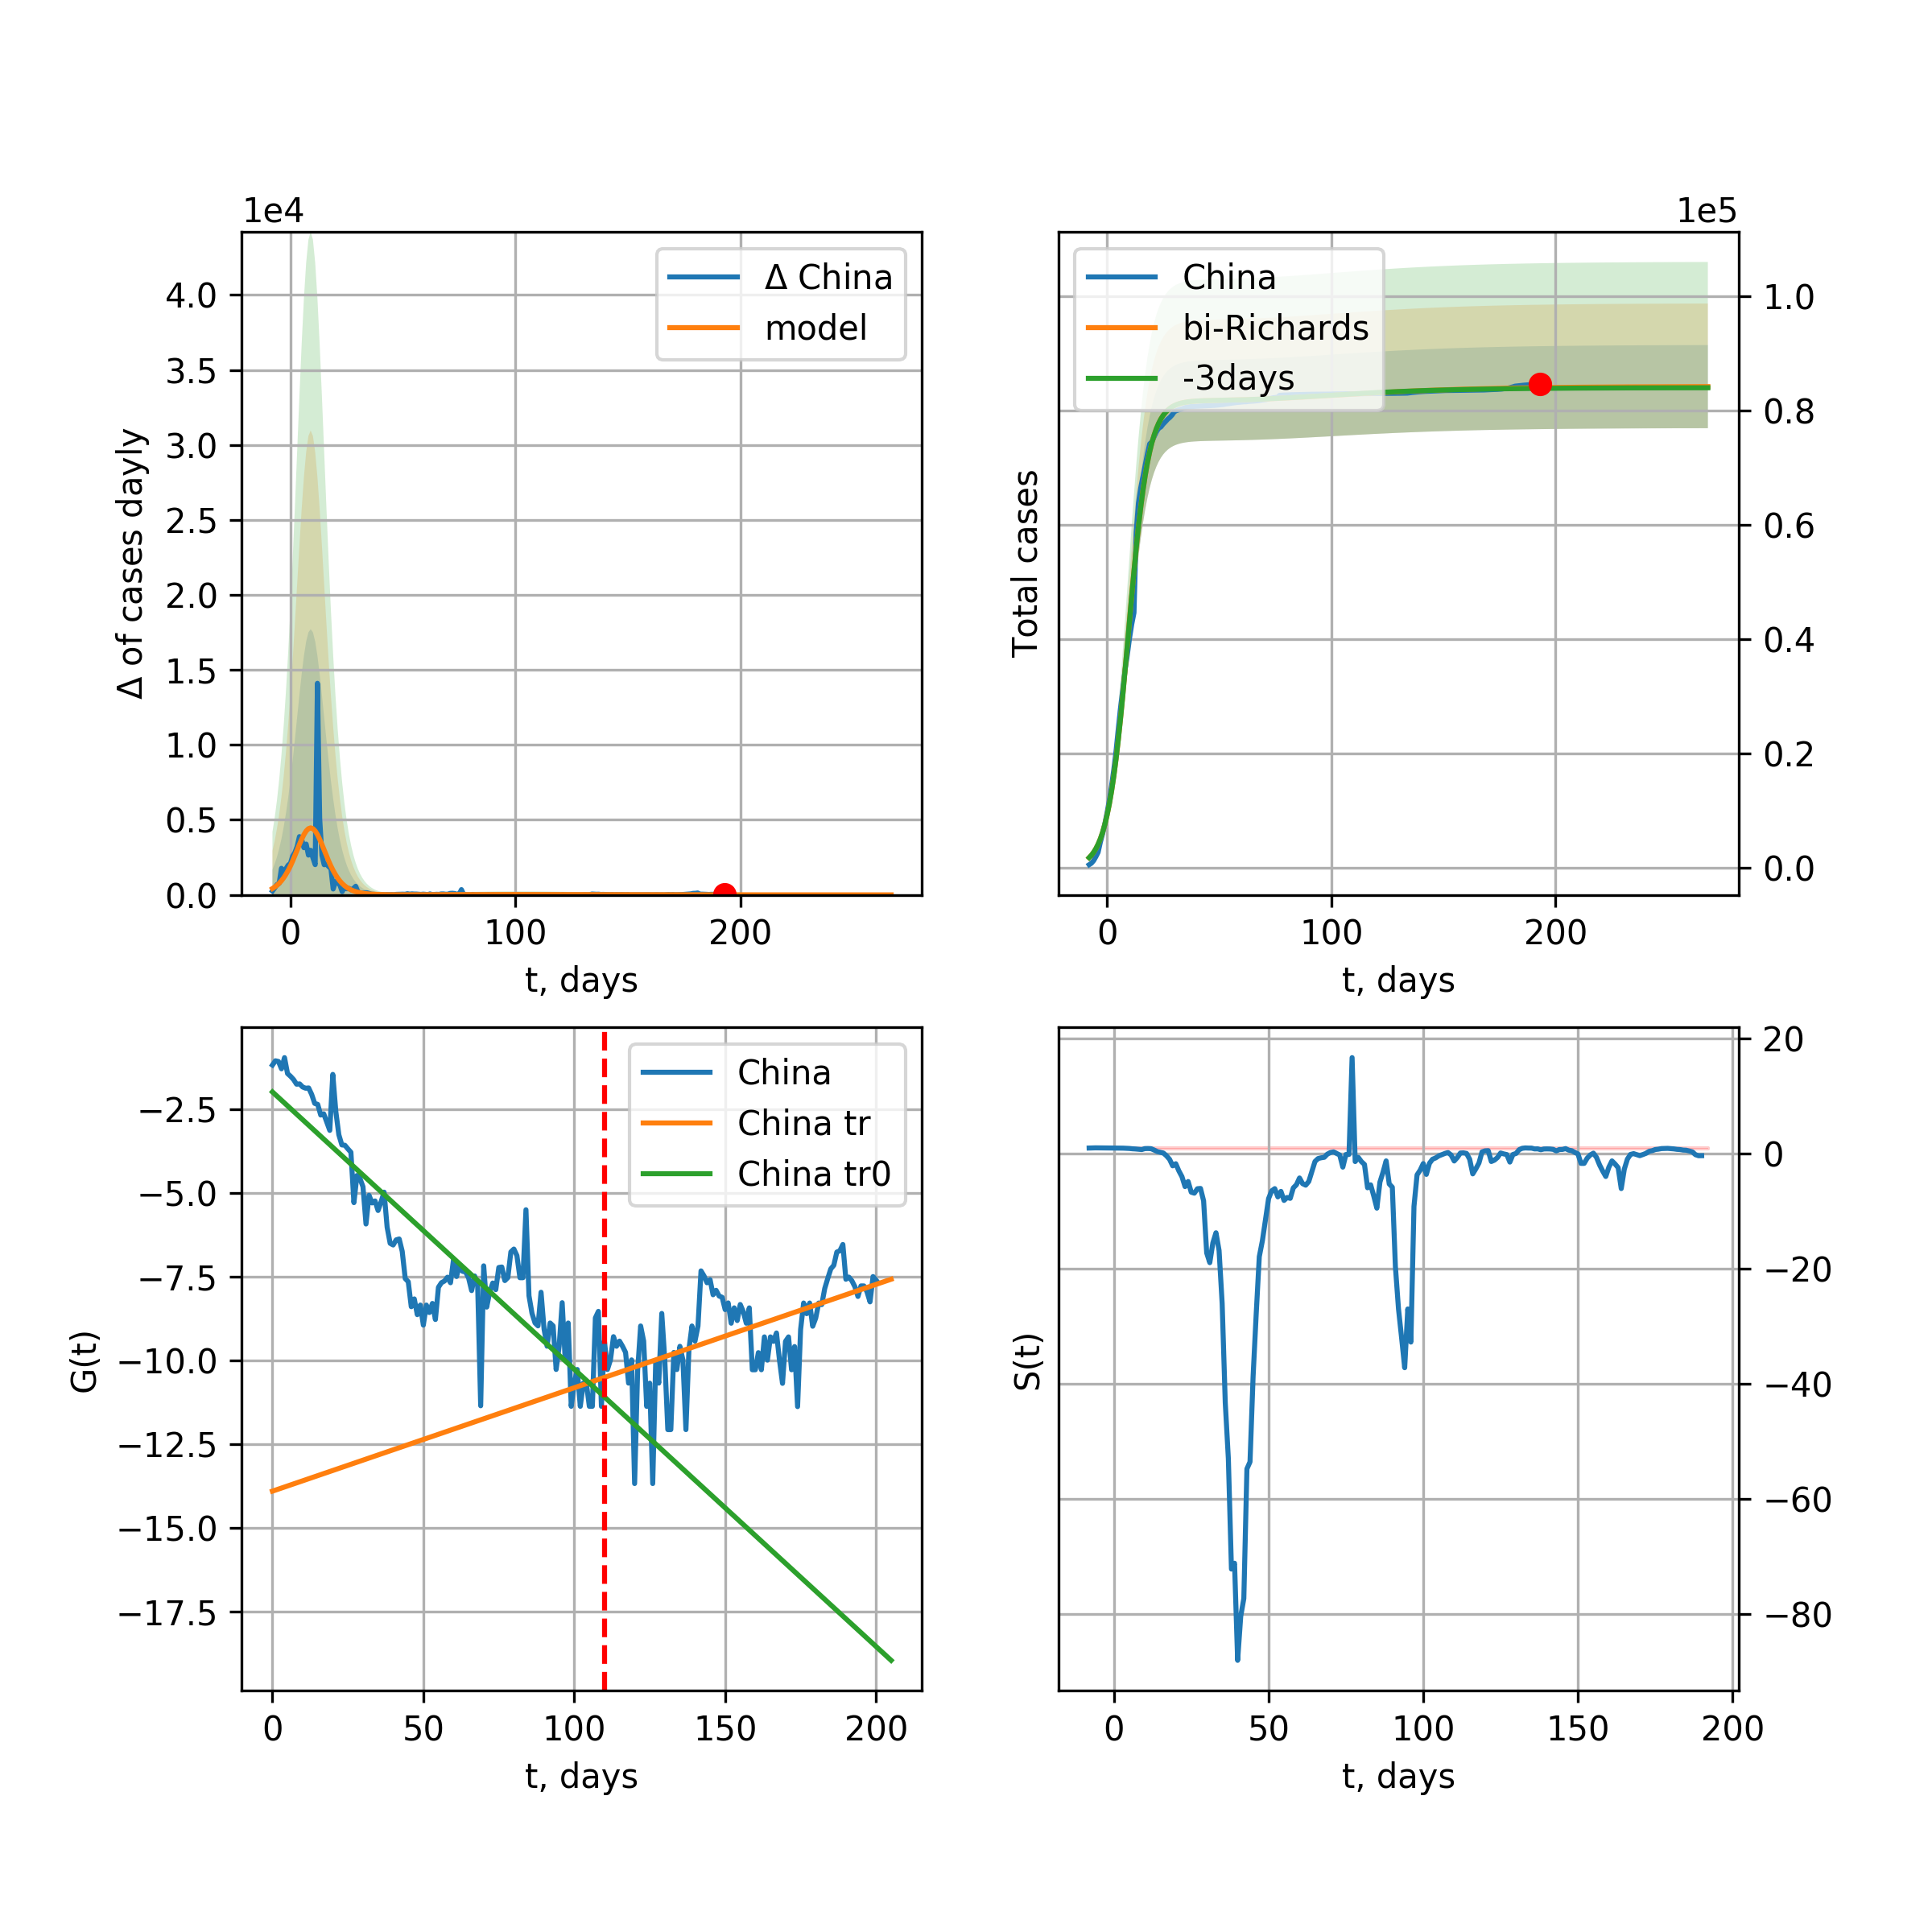 1e4
Δ of cases dayly
4.0
3.5
3.0
2.5
2.0
1.5
1.0
0.5
0.0
Δ China
model
0 100 200
t, days
1e5
Total cases
China
bi-Richards
-3days
1.0
0.8
0.6
0.4
0.2
0.0
0 100 200
t, days
G(t)
−2.5
−5.0
−7.5
−10.0
−12.5
−15.0
−17.5
China
China tr
China tr0
0 50 100 150 200
t, days
S(t)
20
0
−20
−40
−60
−80
0 50 100 150 200
t, days